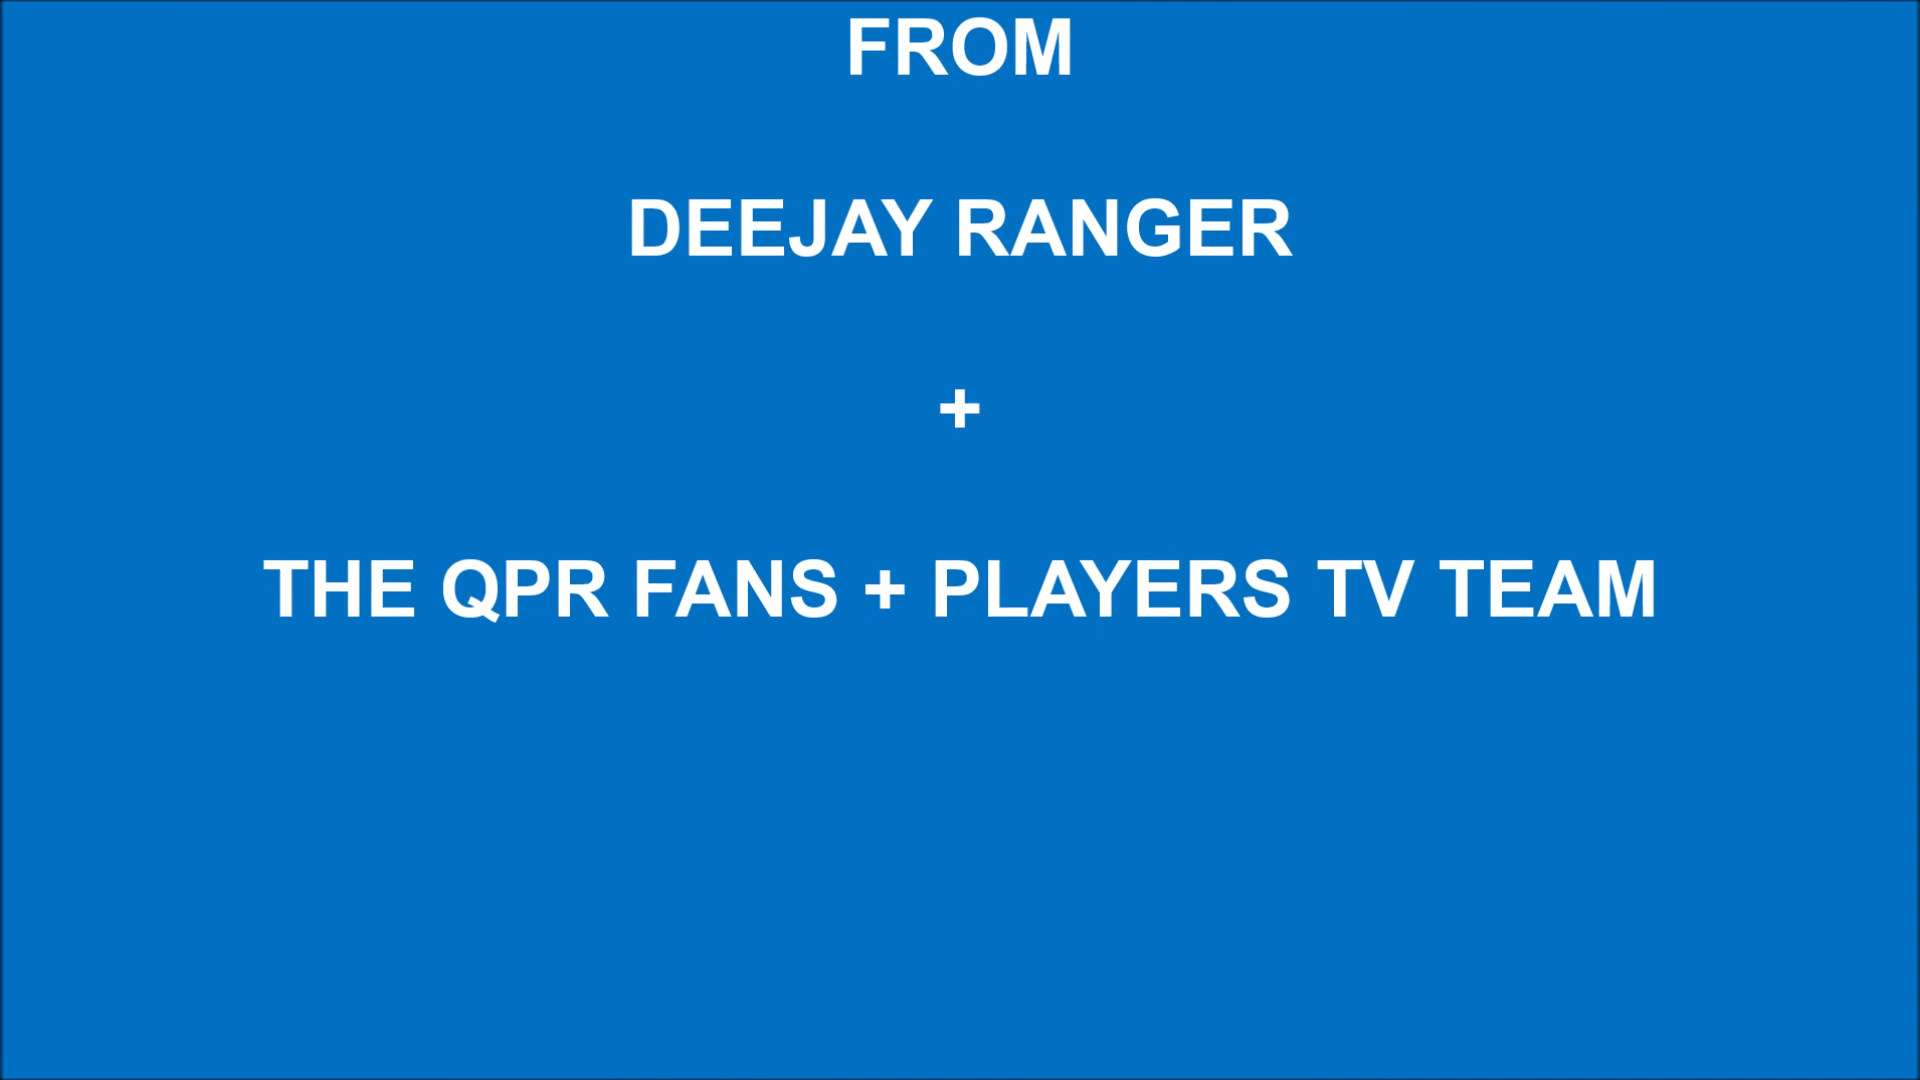 FROM
DEEJAY RANGER
+
THE QPR FANS + PLAYERS TV TEAM